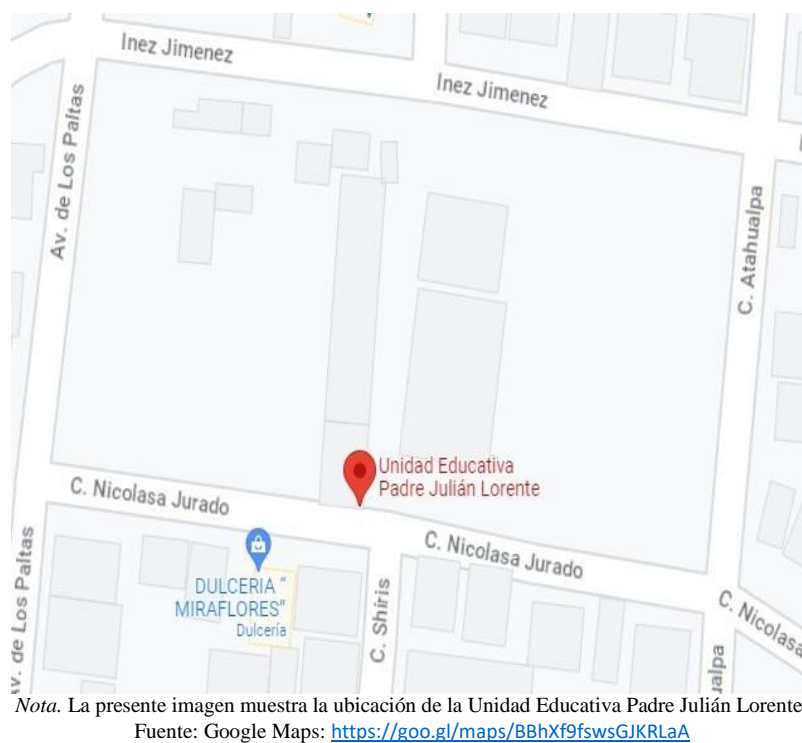 Inez Jimenez
Inez Jimenez
Av. de Los Paltas
C. Atahualpa
Unidad Educativa
Padre Julián Lorente
C. Nicolasa Jurado
C. Nicolasa Jurado
DULCERIA "
MIRAFLORES"
Dulcería
C. Shiris
Av. de Los Paltas
C. Nicolasa
ualpa
Nota. La presente imagen muestra la ubicación de la Unidad Educativa Padre Julián Lorente
Fuente: Google Maps: https://goo.gl/maps/BBhXf9fswsGJKRLaA